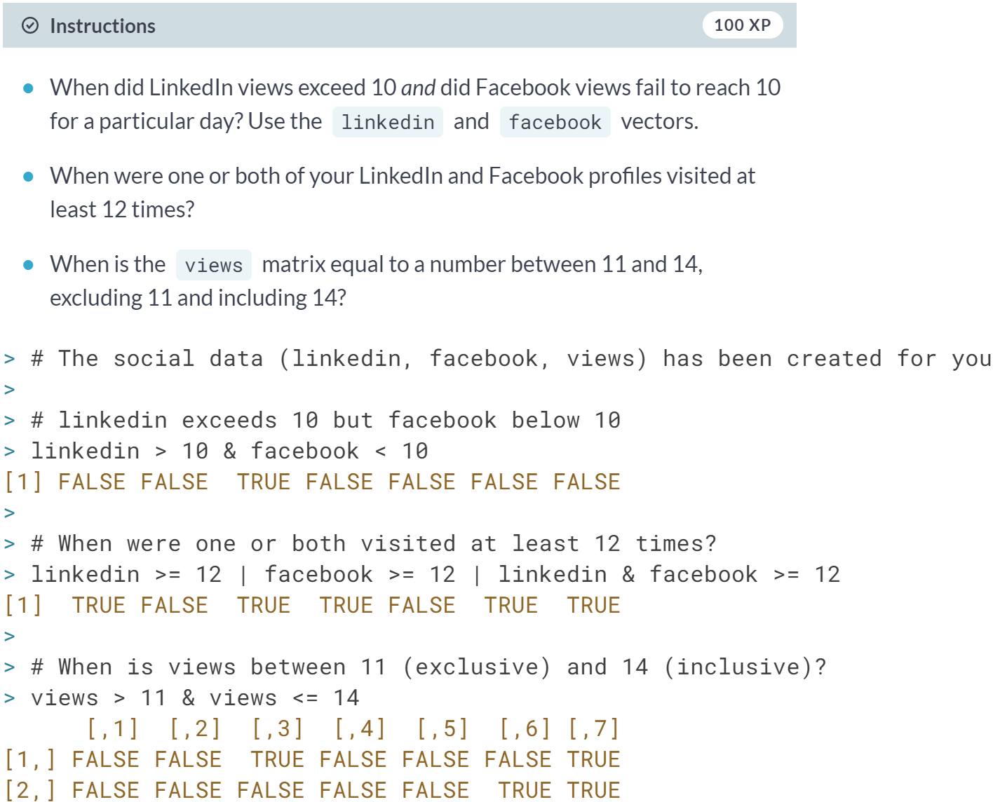 Instructions
100 XP
When did LinkedIn views exceed 10 and did Facebook views fail to reach 10
for a particular day? Use the linkedin and facebook vectors.
When were one or both of your LinkedIn and Facebook profiles visited at
least 12 times?
When is the views matrix equal to a number between 11 and 14,
excluding 11 and including 14?
> # The social data (linkedin, facebook, views) has been created for you
>
> # linkedin exceeds 10 but facebook below 10
> linkedin > 10 & facebook < 10
[1] FALSE FALSE  TRUE FALSE FALSE FALSE FALSE
>
> # When were one or both visited at least 12 times?
> linkedin >= 12 | facebook >= 12 | linkedin & facebook >= 12
[1]  TRUE FALSE  TRUE  TRUE FALSE  TRUE  TRUE
>
> # When is views between 11 (exclusive) and 14 (inclusive)?
> views > 11 & views <= 14
      [,1]  [,2]  [,3]  [,4]  [,5]  [,6] [,7]
[1,] FALSE FALSE  TRUE FALSE FALSE FALSE TRUE
[2,] FALSE FALSE FALSE FALSE FALSE  TRUE TRUE